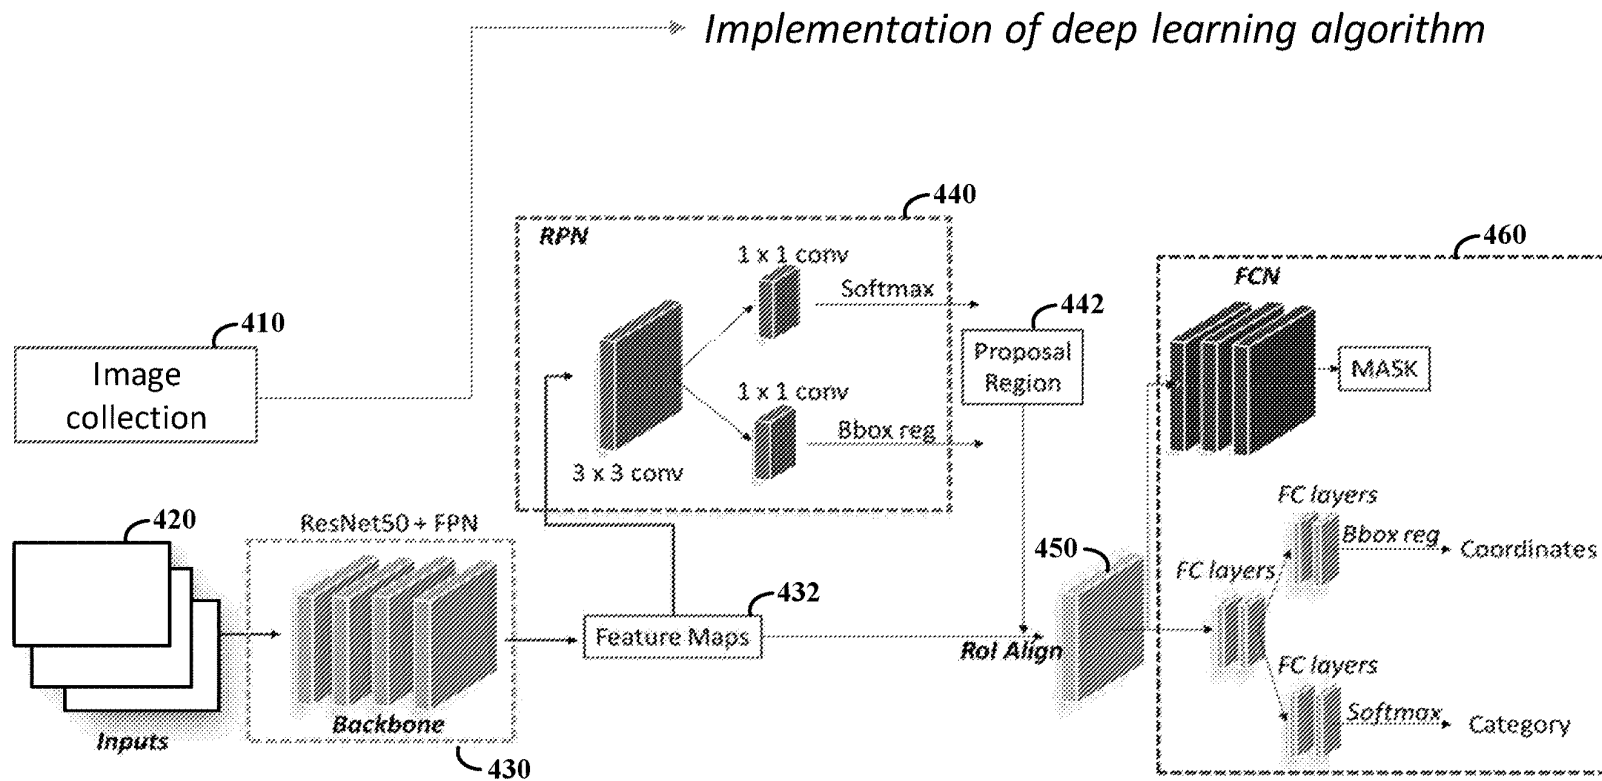 Implementation of deep learning algorithm
410
Image
collection
440
RPN
1 x 1 conv
Softmax
3 x 3 conv
1 x 1 conv
Bbox reg
442
Proposal
Region
420
Inputs
ResNet50 + FPN
Backbone
430
432
Feature Maps
450
RoI Align
460
FCN
MASK
FC layers
FC layers
Bbox reg
Coordinates
FC layers
Softmax
Category